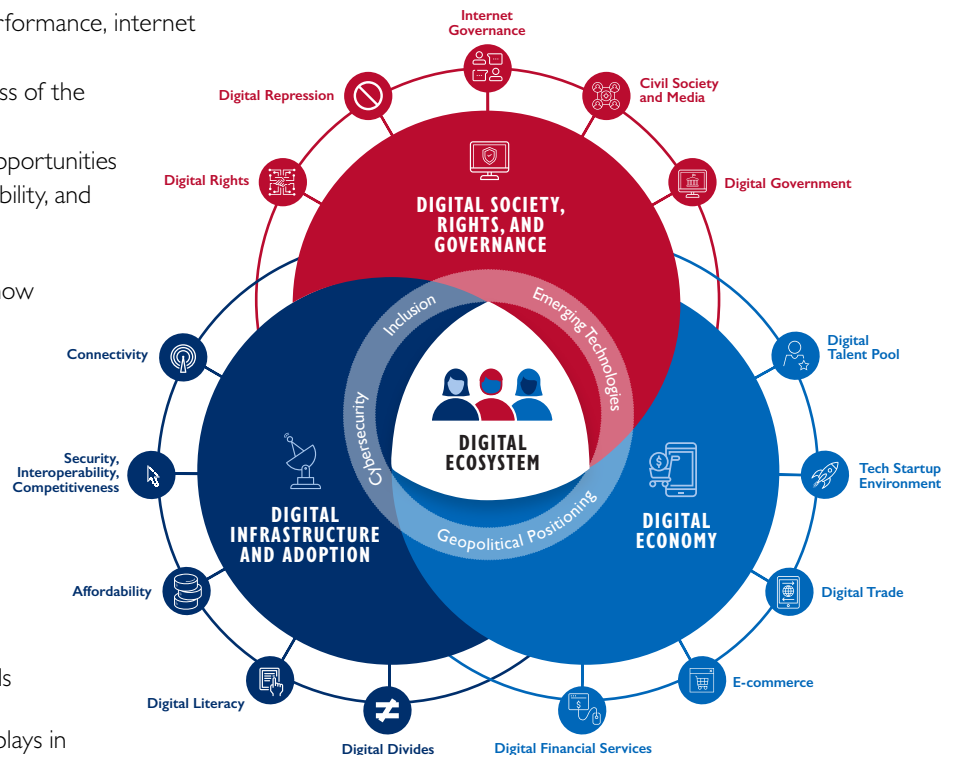 rformance, internet
ss of the
pportunities
bility, and
now
ls
plays in
Internet
Governance
Digital Repression
Civil Society
and Media
Digital Rights
Digital Government
DIGITAL SOCIETY,
RIGHTS, AND
GOVERNANCE
Inclusion
Emerging Technologies
Cybersecurity
Geopolitical Positioning
DIGITAL
ECOSYSTEM
Connectivity
Security,
Interoperability,
Competitiveness
Affordability
Digital Literacy
Digital Divides
DIGITAL
INFRASTRUCTURE
AND ADOPTION
DIGITAL
ECONOMY
Digital
Talent Pool
Tech Startup
Environment
Digital Trade
E-commerce
Digital Financial Services